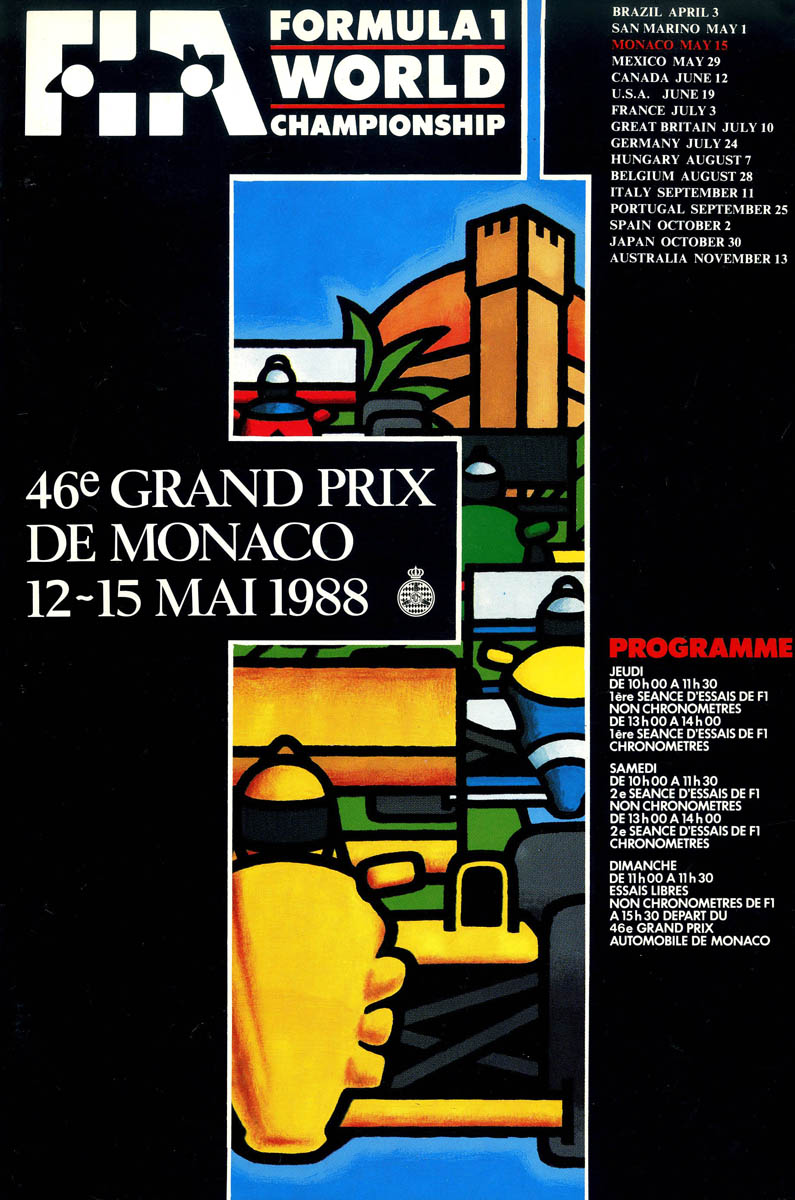 FIA
FORMULA 1
WORLD
CHAMPIONSHIP
BRAZIL APRIL 3
SAN MARINO MAY 1
MONACO MAY 15
MEXICO MAY 29
CANADA JUNE 12
U.S.A. JUNE 19
FRANCE JULY 3
GREAT BRITAIN JULY 10
GERMANY JULY 24
HUNGARY AUGUST 7
BELGIUM AUGUST 28
ITALY SEPTEMBER 11
PORTUGAL SEPTEMBER 25
SPAIN OCTOBER 2
JAPAN OCTOBER 30
AUSTRALIA NOVEMBER 13
46e GRAND PRIX
DE MONACO
12~15 MAI 1988
PROGRAMME
JEUDI
DE 10h00 A 11h30
1ère SEANCE D'ESSAIS DE F1
NON CHRONOMETRES
DE 13h00 A 14h00
1ère SEANCE D'ESSAIS DE F1
CHRONOMETRES
SAMEDI
DE 10h00 A 11h30
2e SEANCE D'ESSAIS DE F1
NON CHRONOMETRES
DE 13h00 A 14h00
2e SEANCE D'ESSAIS DE F1
CHRONOMETRES
DIMANCHE
DE 11h00 A 11h30
ESSAIS LIBRES
NON CHRONOMETRES DE F1
A 15h30 DEPART DU
46e GRAND PRIX
AUTOMOBILE DE MONACO